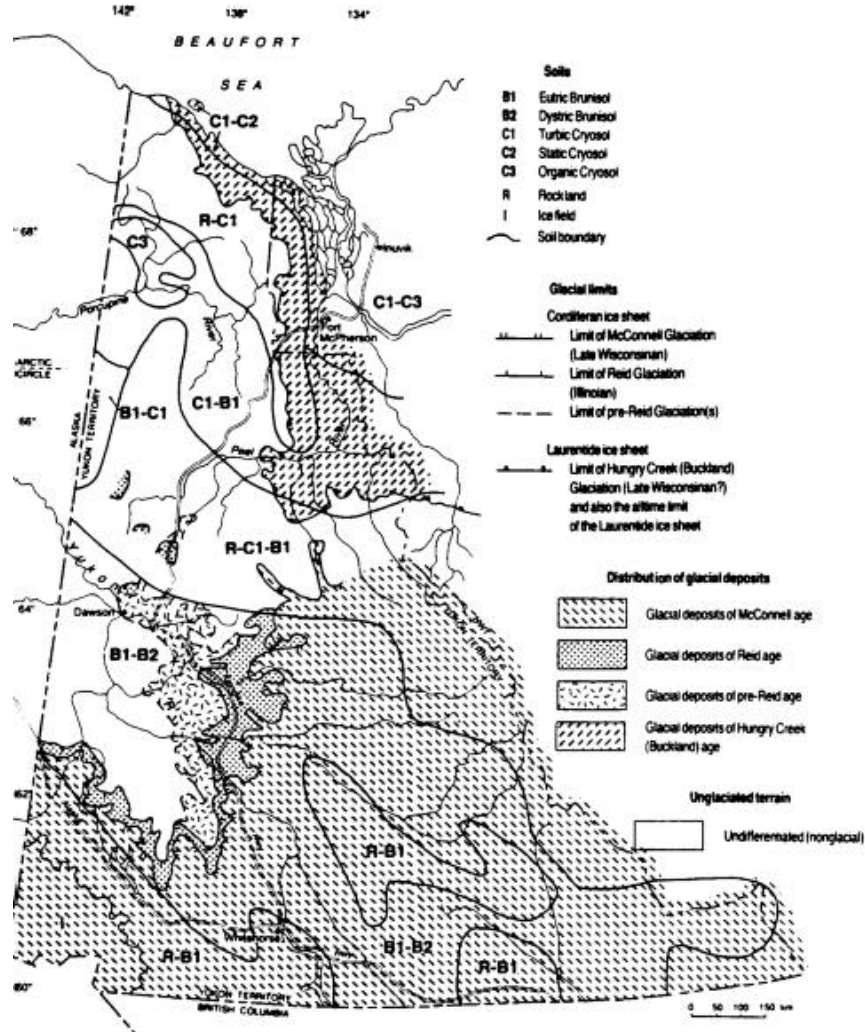 142° 138° 134°
BEAUFORT
SEA
C1-C2
R-C1
68°
C3
Inuvik
C1-C3
Porcupine
River
Fort
McPherson
ARCTIC
CIRCLE
C1-B1
66°
B1-C1
ALASKA
YUKON TERRITORY
Peel
River
R-C1-B1
64°
Dawson
B1-B2
YUKON TERRITORY
62°
R-B1
Whitehorse
B1-B2
R-B1
R-B1
60°
YUKON TERRITORY
BRITISH COLUMBIA
Soils
B1 Eutric Brunisol
B2 Dystric Brunisol
C1 Turbic Cryosol
C2 Static Cryosol
C3 Organic Cryosol
R Rockland
I Ice field
Soil boundary
Glacial limits
Cordilleran ice sheet
Limit of McConnell Glaciation
(Late Wisconsinan)
Limit of Reid Glaciation
(Illinoian)
Limit of pre-Reid Glaciation(s)
Laurentide ice sheet
Limit of Hungry Creek (Buckland)
Glaciation (Late Wisconsinan?)
and also the alltime limit
of the Laurentide ice sheet
Distribution of glacial deposits
Glacial deposits of McConnell age
Glacial deposits of Reid age
Glacial deposits of pre-Reid age
Glacial deposits of Hungry Creek
(Buckland) age
Unglaciated terrain
Undifferentiated (nonglacial)
0 50 100 150 km